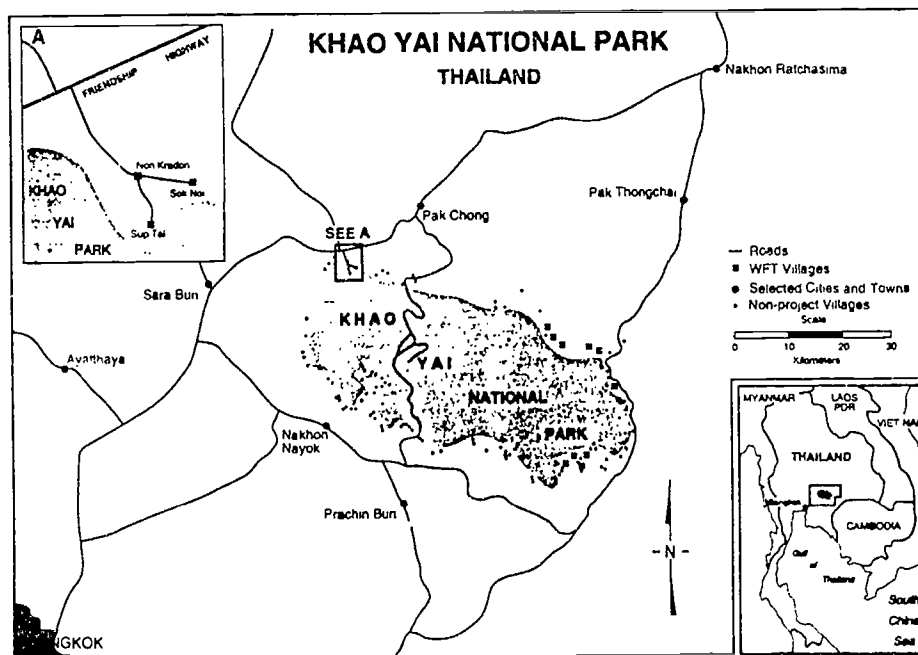 KHAO YAI NATIONAL PARK
THAILAND
A
FRIENDSHIP HIGHWAY
Non Kradon
Sok Noi
Sup Tai
KHAO
YAI
PARK
Nakhon Ratchasima
Pak Thongchai
Pak Chong
SEE A
Sara Buri
Ayutthaya
KHAO
YAI
NATIONAL
PARK
Nakhon
Nayok
Prachin Buri
Roads
WFT Villages
Selected Cities and Towns
Non-project Villages
Scale
0 10 20 30
Kilometers
N
MYANMAR
LAOS
PDR
VIET NA
THAILAND
CAMBODIA
Gulf
of
Thailand
South
China
Sea
NGKOK